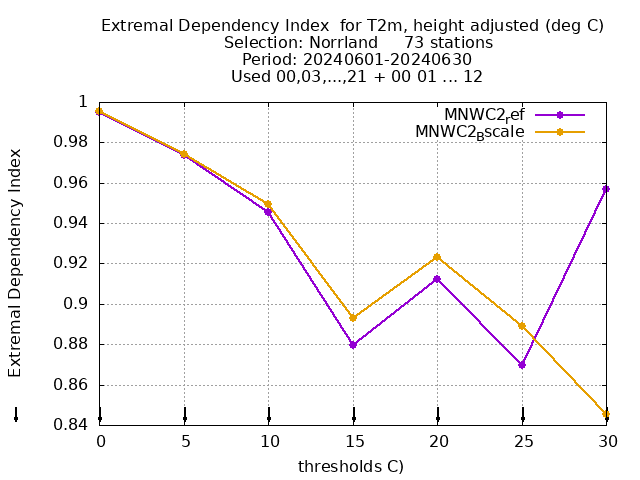 Extremal Dependency Index  for T2m, height adjusted (deg C)
Selection: Norrland     73 stations
Period: 20240601-20240630
Used 00,03,...,21 + 00 01 ... 12
MNWC2ref
MNWC2Bscale
1
0.98
0.96
0.94
0.92
0.9
0.88
0.86
0.84
Extremal Dependency Index
0 5 10 15 20 25 30
thresholds C)